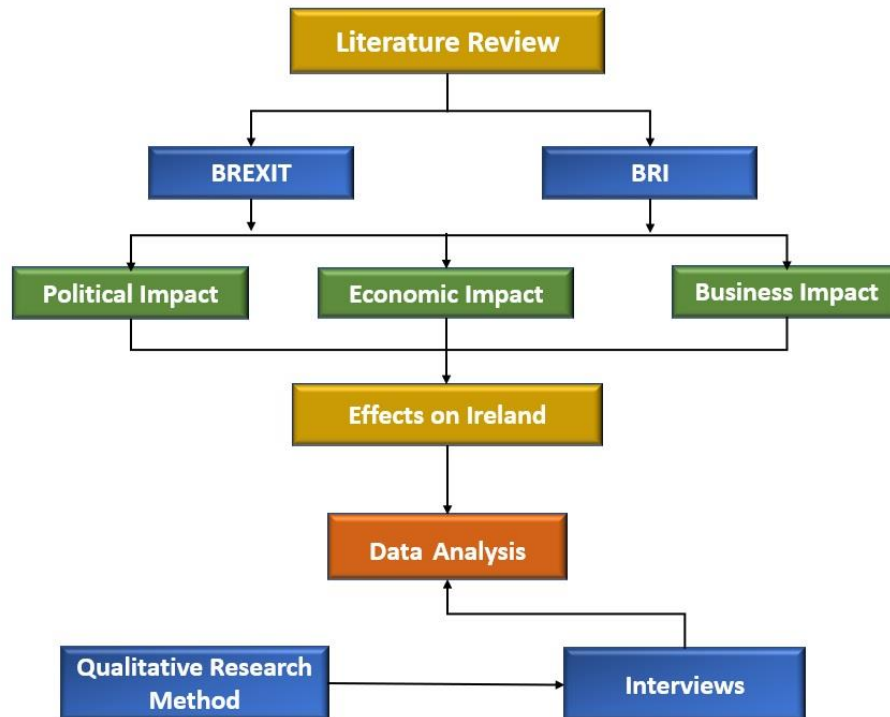 Literature Review
BREXIT
BRI
Political Impact
Economic Impact
Business Impact
Effects on Ireland
Data Analysis
Qualitative Research
Method
Interviews